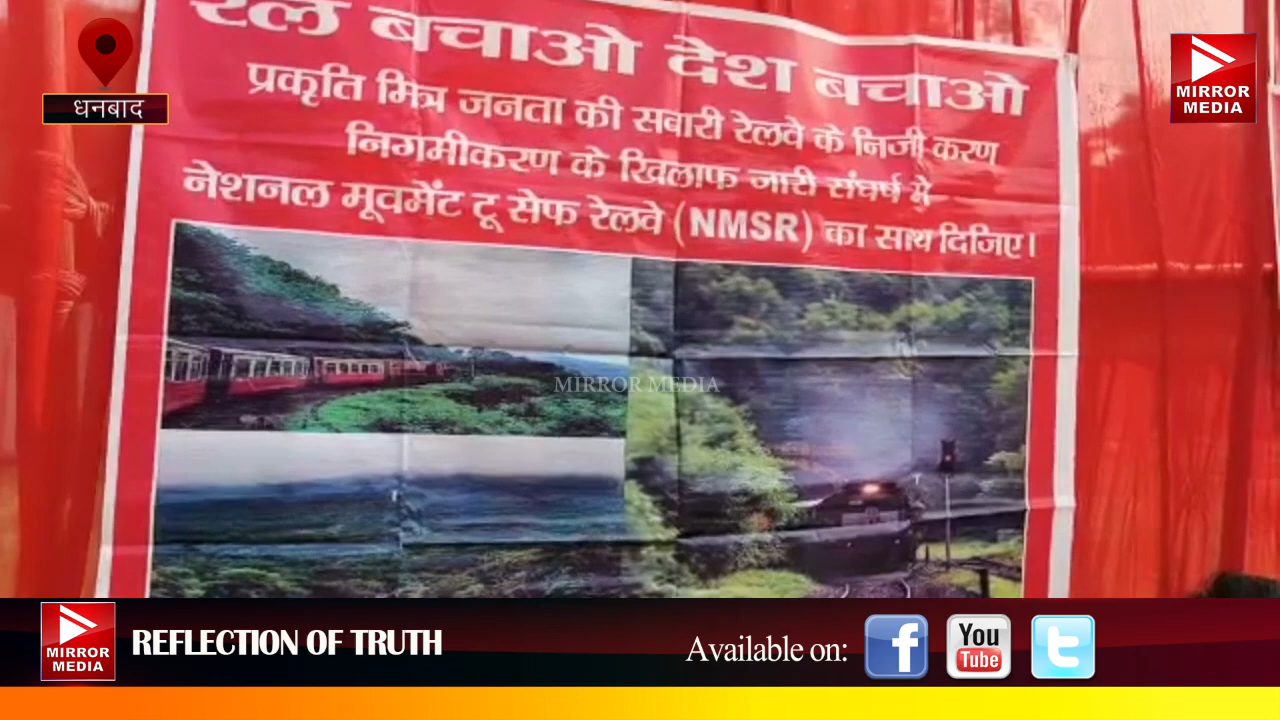 रेल बचाओ देश बचाओ
प्रकृति मित्र जनता की सबारी रेलवे के निजी करण
निगमीकरण के खिलाफ जारी संघर्ष मे
नेशनल मूवमेंट टू सेफ रेलवे (NMSR) का साथ दिजिए।
धनबाद
MIRROR
MEDIA
MIRROR MEDIA
MIRROR
MEDIA
REFLECTION OF TRUTH
Available on:
f
You
Tube
t